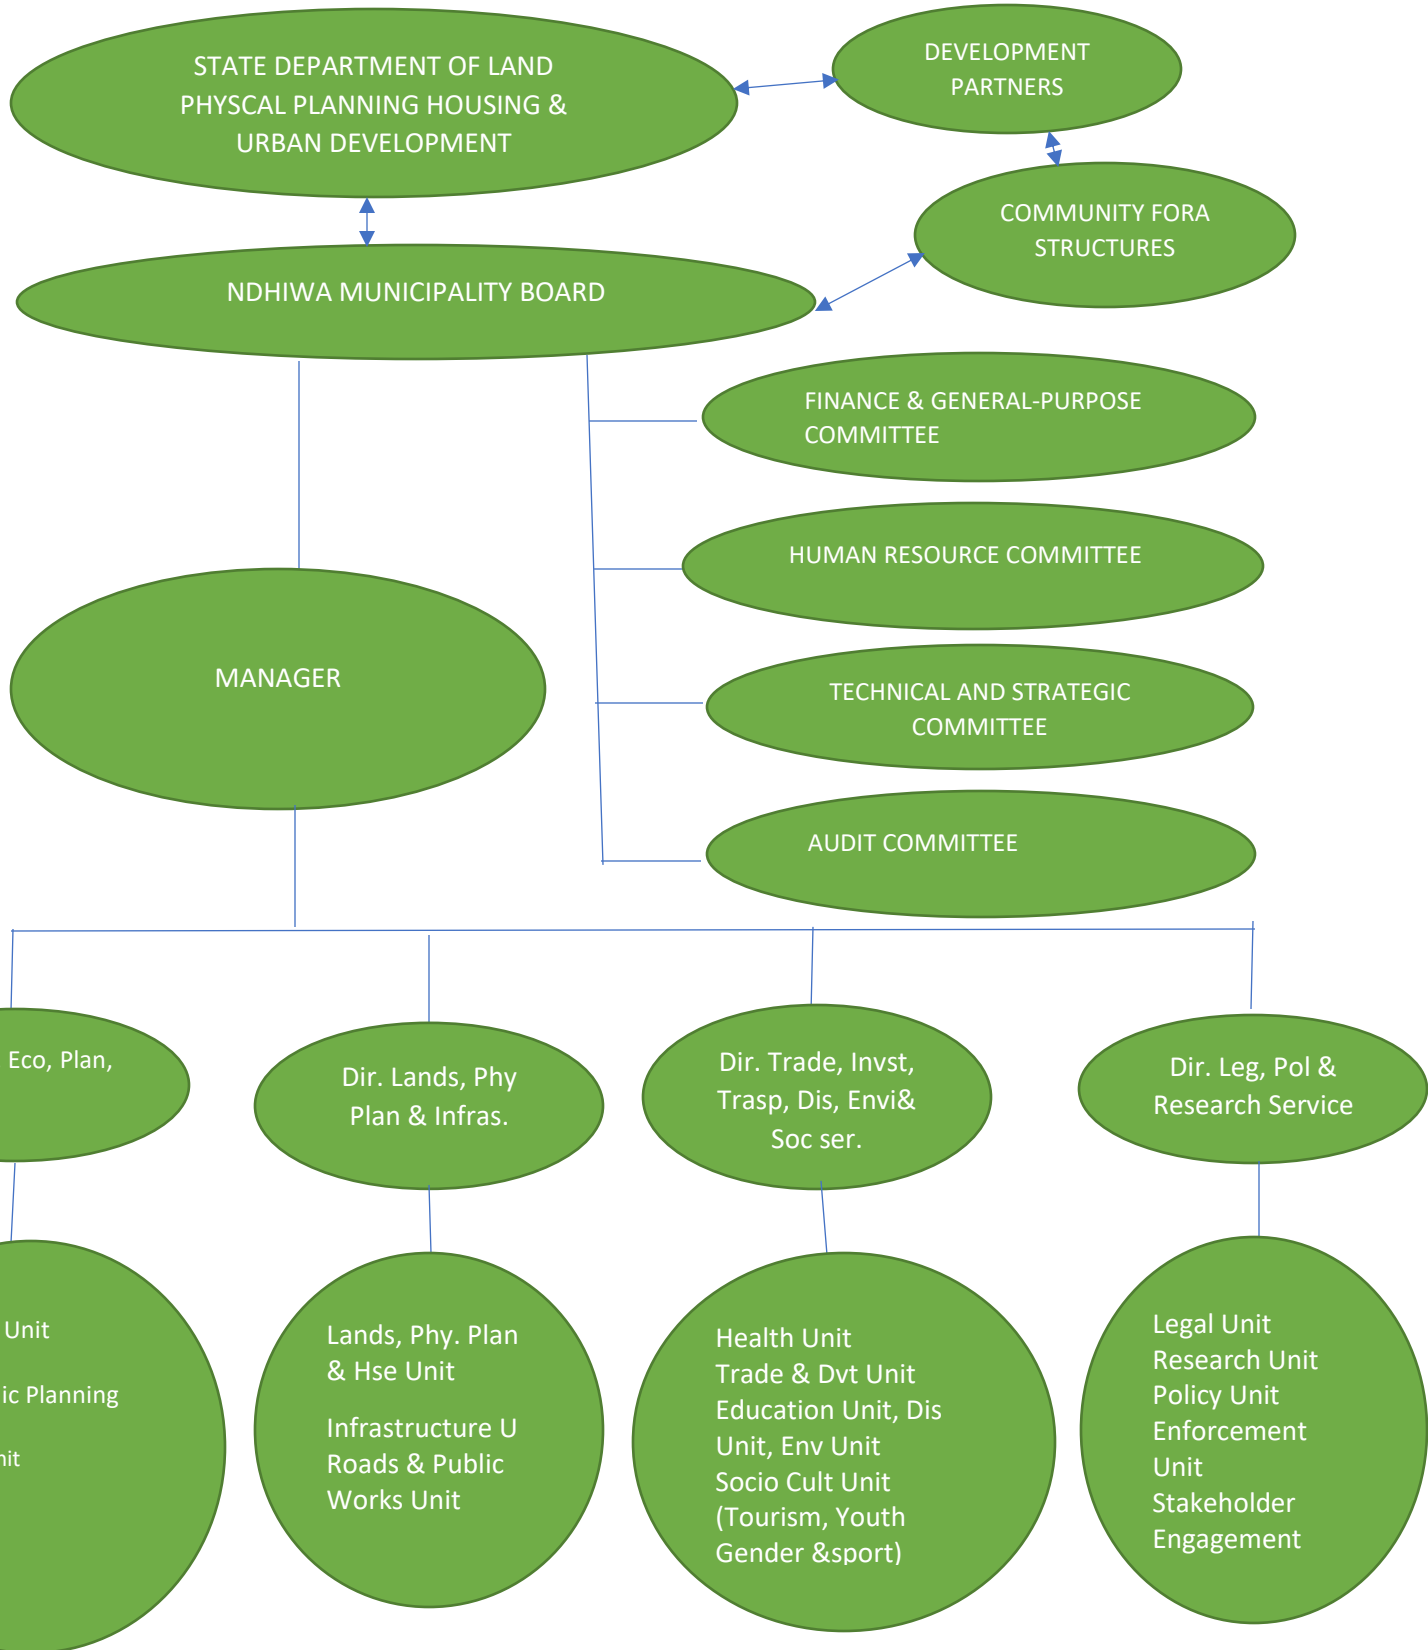 STATE DEPARTMENT OF LAND
PHYSCAL PLANNING HOUSING &
URBAN DEVELOPMENT
DEVELOPMENT
PARTNERS
COMMUNITY FORA
STRUCTURES
NDHIWA MUNICIPALITY BOARD
FINANCE & GENERAL-PURPOSE
COMMITTEE
HUMAN RESOURCE COMMITTEE
MANAGER
TECHNICAL AND STRATEGIC
COMMITTEE
AUDIT COMMITTEE
Eco, Plan,
Dir. Lands, Phy
Plan & Infras.
Dir. Trade, Invst,
Trasp, Dis, Envi&
Soc ser.
Dir. Leg, Pol &
Research Service
Unit
ic Planning
nit
Lands, Phy. Plan
& Hse Unit
Infrastructure U
Roads & Public
Works Unit
Health Unit
Trade & Dvt Unit
Education Unit, Dis
Unit, Env Unit
Socio Cult Unit
(Tourism, Youth
Gender &sport)
Legal Unit
Research Unit
Policy Unit
Enforcement
Unit
Stakeholder
Engagement